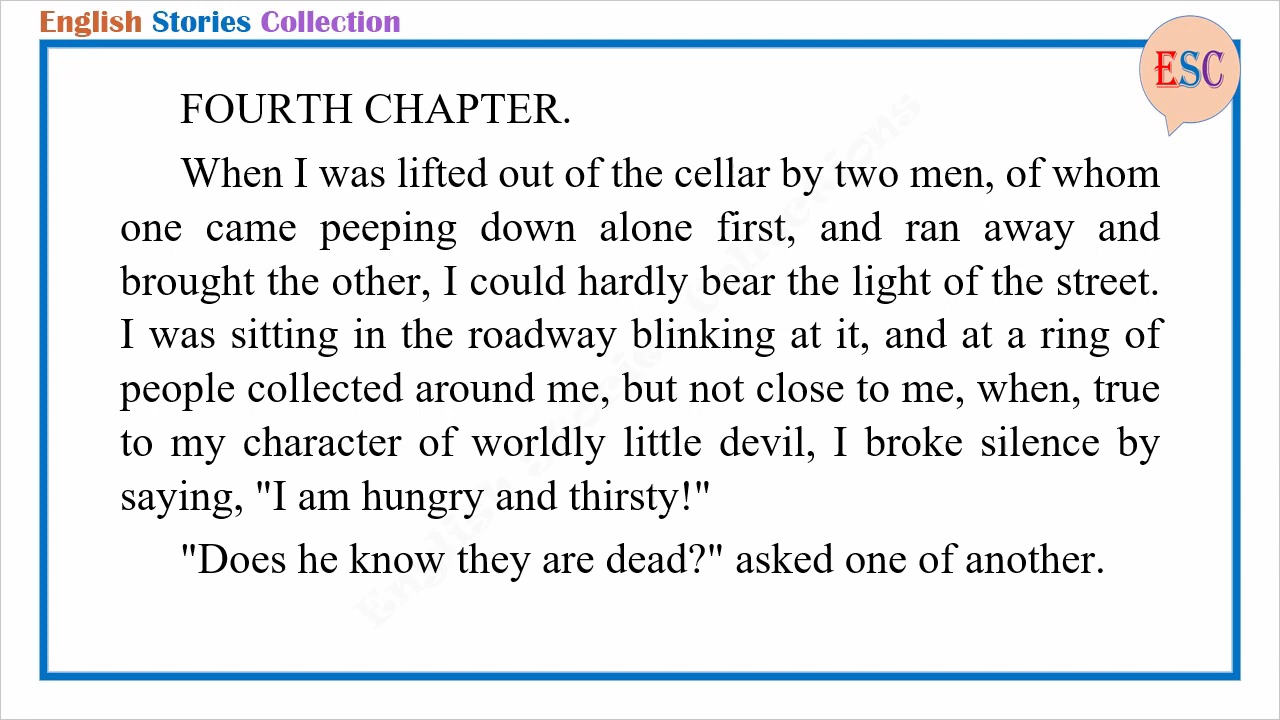 English Stories Collection
ESC
FOURTH CHAPTER.
When I was lifted out of the cellar by two men, of whom
one came peeping down alone first, and ran away and
brought the other, I could hardly bear the light of the street.
I was sitting in the roadway blinking at it, and at a ring of
people collected around me, but not close to me, when, true
to my character of worldly little devil, I broke silence by
saying, "I am hungry and thirsty!"
"Does he know they are dead?" asked one of another.
English Stories Collections